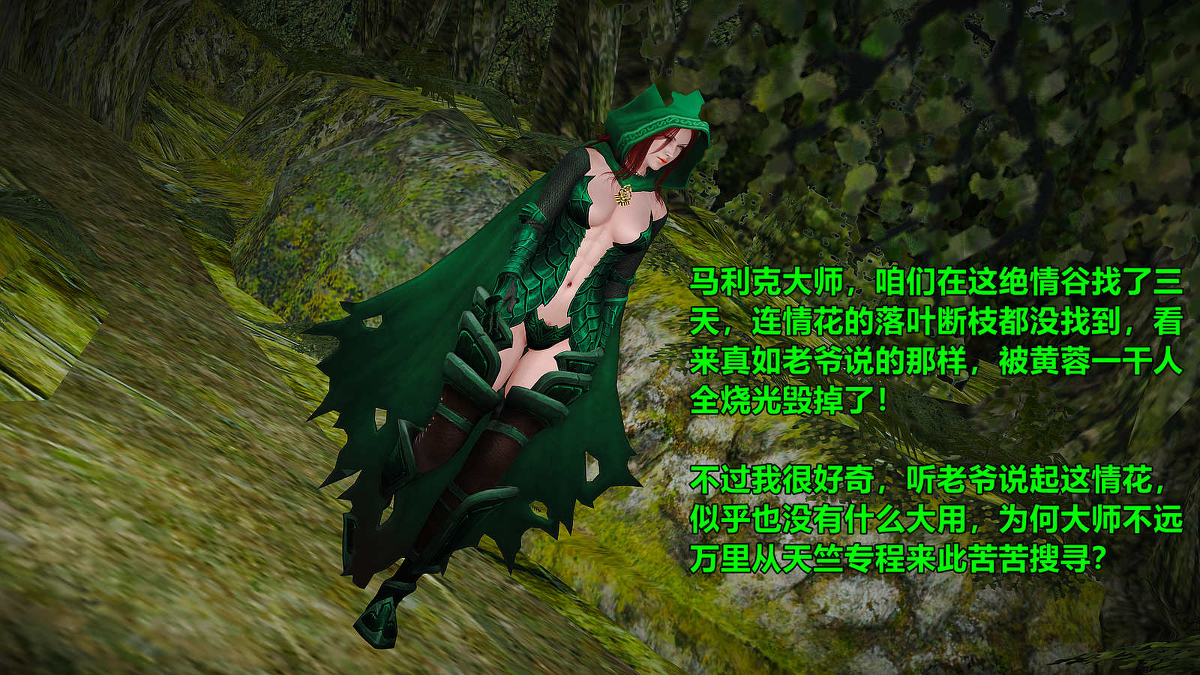 马利克大师，咱们在这绝情谷找了三
天，连情花的落叶断枝都没找到，看
来真如老爷说的那样，被黄蓉一干人
全烧光毁掉了！
不过我很好奇，听老爷说起这情花，
似乎也没有什么大用，为何大师不远
万里从天竺专程来此苦苦搜寻？